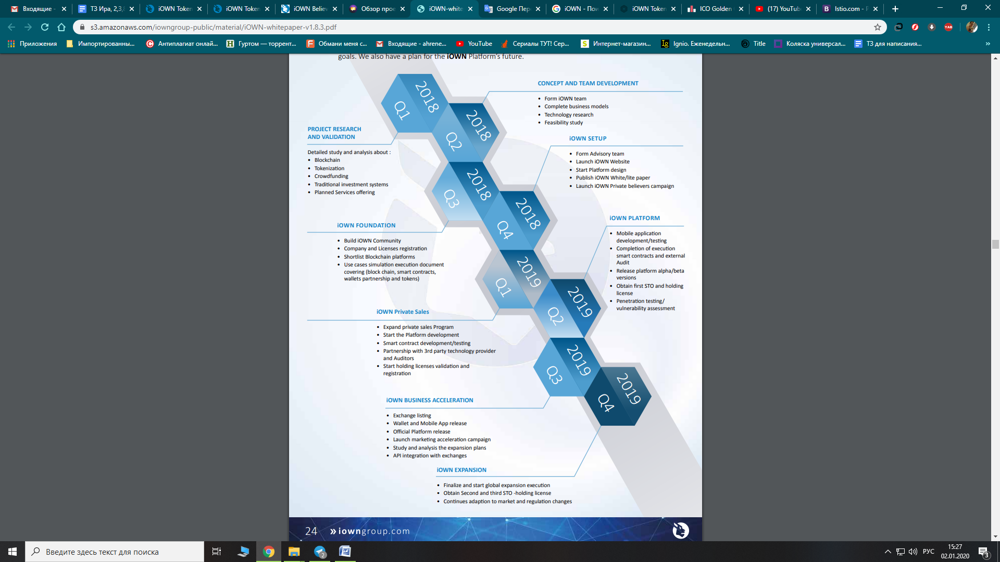 Входящие -
ТЗ Ира, 2,3,
iOWN Token
iOWN Token
iOWN Believ
Обзор прое
iOWN-white
Google Пер
iOWN - Пои
iOWN Token
ICO Golden
(17) YouTub
Istio.com -
s3.amazonaws.com/iowngroup-public/material/iOWN-whitepaper-v1.8.3.pdf
Приложения
Импортированны...
Антиплагиат онлай...
Гуртом — торрент...
Обмани меня с...
Входящие - ahrene...
YouTube
Сериалы ТУТ! Сер...
Интернет-магазин...
Ignio. Еженедельн...
Title
Коляска универсал...
ТЗ для написания...
»
goals. We also have a plan for the iOWN Platform's future.
Q1 2018
CONCEPT AND TEAM DEVELOPMENT
• Form iOWN team
• Complete business models
• Technology research
• Feasibility study
Q2 2018
PROJECT RESEARCH
AND VALIDATION
Detailed study and analysis about :
• Blockchain
• Tokenization
• Crowdfunding
• Traditional investment systems
• Planned Services offering
iOWN SETUP
• Form Advisory team
• Launch iOWN Website
• Start Platform design
• Publish iOWN White/lite paper
• Launch iOWN Private believers campaign
Q3 2018
Q4 2018
iOWN FOUNDATION
• Build iOWN Community
• Company and Licenses registration
• Shortlist Blockchain platforms
• Use cases simulation execution document
covering (block chain, smart contracts,
wallets partnership and tokens)
iOWN PLATFORM
• Mobile application
development/testing
• Completion of execution
smart contracts and external
Audit
• Release platform alpha/beta
versions
• Obtain first STO and holding
license
• Penetration testing/
vulnerability assessment
Q1 2019
Q2 2019
iOWN Private Sales
• Expand private sales Program
• Start the Platform development
• Smart contract development/testing
• Partnership with 3rd party technology provider
and Auditors
• Start holding licenses validation and
registration
Q3 2019
Q4 2019
iOWN BUSINESS ACCELERATION
• Exchange listing
• Wallet and Mobile App release
• Official Platform release
• Launch marketing acceleration campaign
• Study and analysis the expansion plans
• API integration with exchanges
iOWN EXPANSION
• Finalize and start global expansion execution
• Obtain Second and third STO -holding license
• Continues adaption to market and regulation changes
24 » iowngroup.com
Введите здесь текст для поиска
2
РУС
15:27
02.01.2020
3